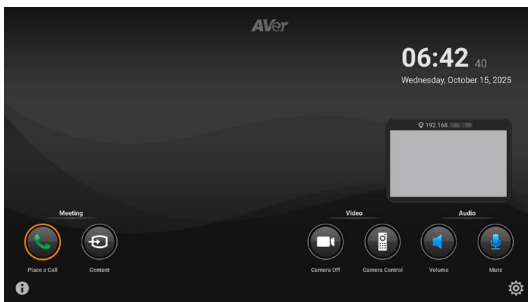 AVer
06:42 40
Wednesday, October 15, 2025
192.168
Meeting
Video
Audio
Place a Call
Content
Camera Off
Camera Control
Volume
Mute